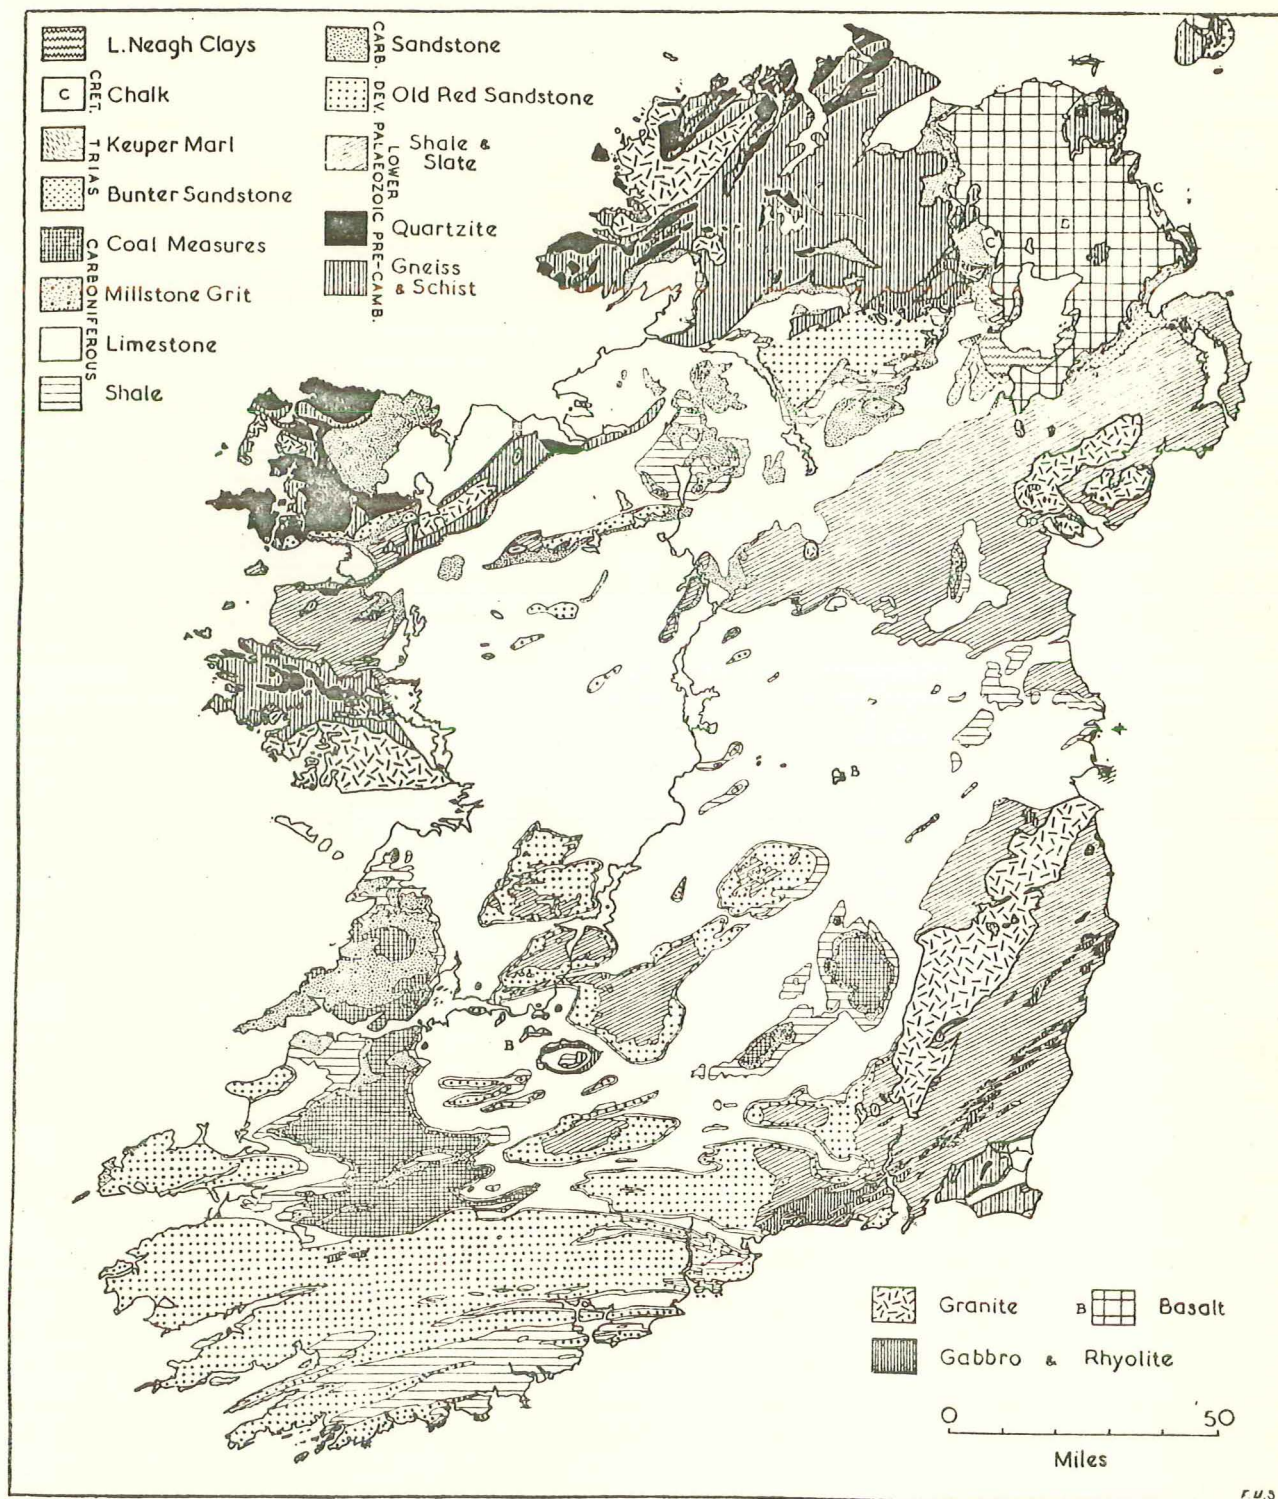 L.Neagh Clays
CRET.
C Chalk
TRIAS
Keuper Marl
Bunter Sandstone
CARBONIFEROUS
Coal Measures
Millstone Grit
Limestone
Shale
CARB.
Sandstone
DEV.
Old Red Sandstone
LOWER PALAEOZOIC
Shale &
Slate
PRE-CAMB.
Quartzite
Gneiss
& Schist
C
C
B
B
B
Granite B Basalt
Gabbro & Rhyolite
0 50
Miles